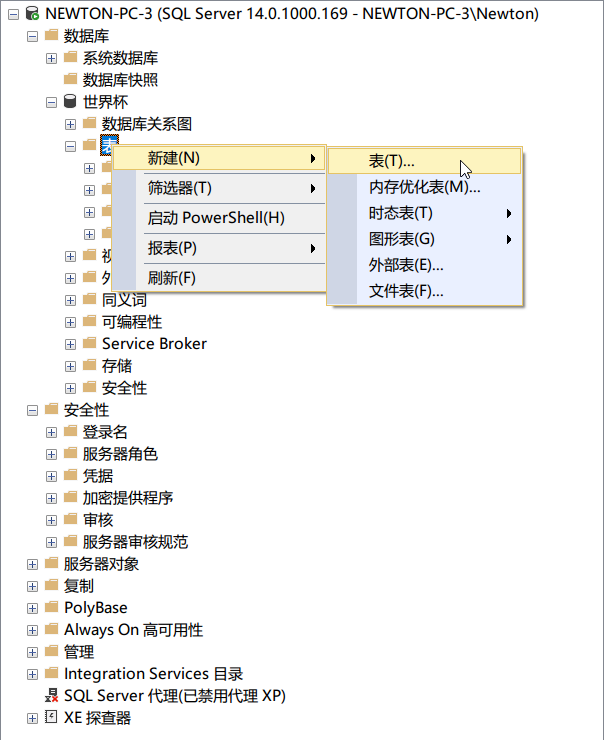 NEWTON-PC-3 (SQL Server 14.0.1000.169 - NEWTON-PC-3\Newton)
数据库
系统数据库
数据库快照
世界杯
数据库关系图
表
新建(N)
筛选器(T)
启动 PowerShell(H)
报表(P)
刷新(F)
表(T)...
内存优化表(M)...
时态表(T)
图形表(G)
外部表(E)...
文件表(F)...
同义词
可编程性
Service Broker
存储
安全性
安全性
登录名
服务器角色
凭据
加密提供程序
审核
服务器审核规范
服务器对象
复制
PolyBase
Always On 高可用性
管理
Integration Services 目录
SQL Server 代理(已禁用代理 XP)
XE 探查器